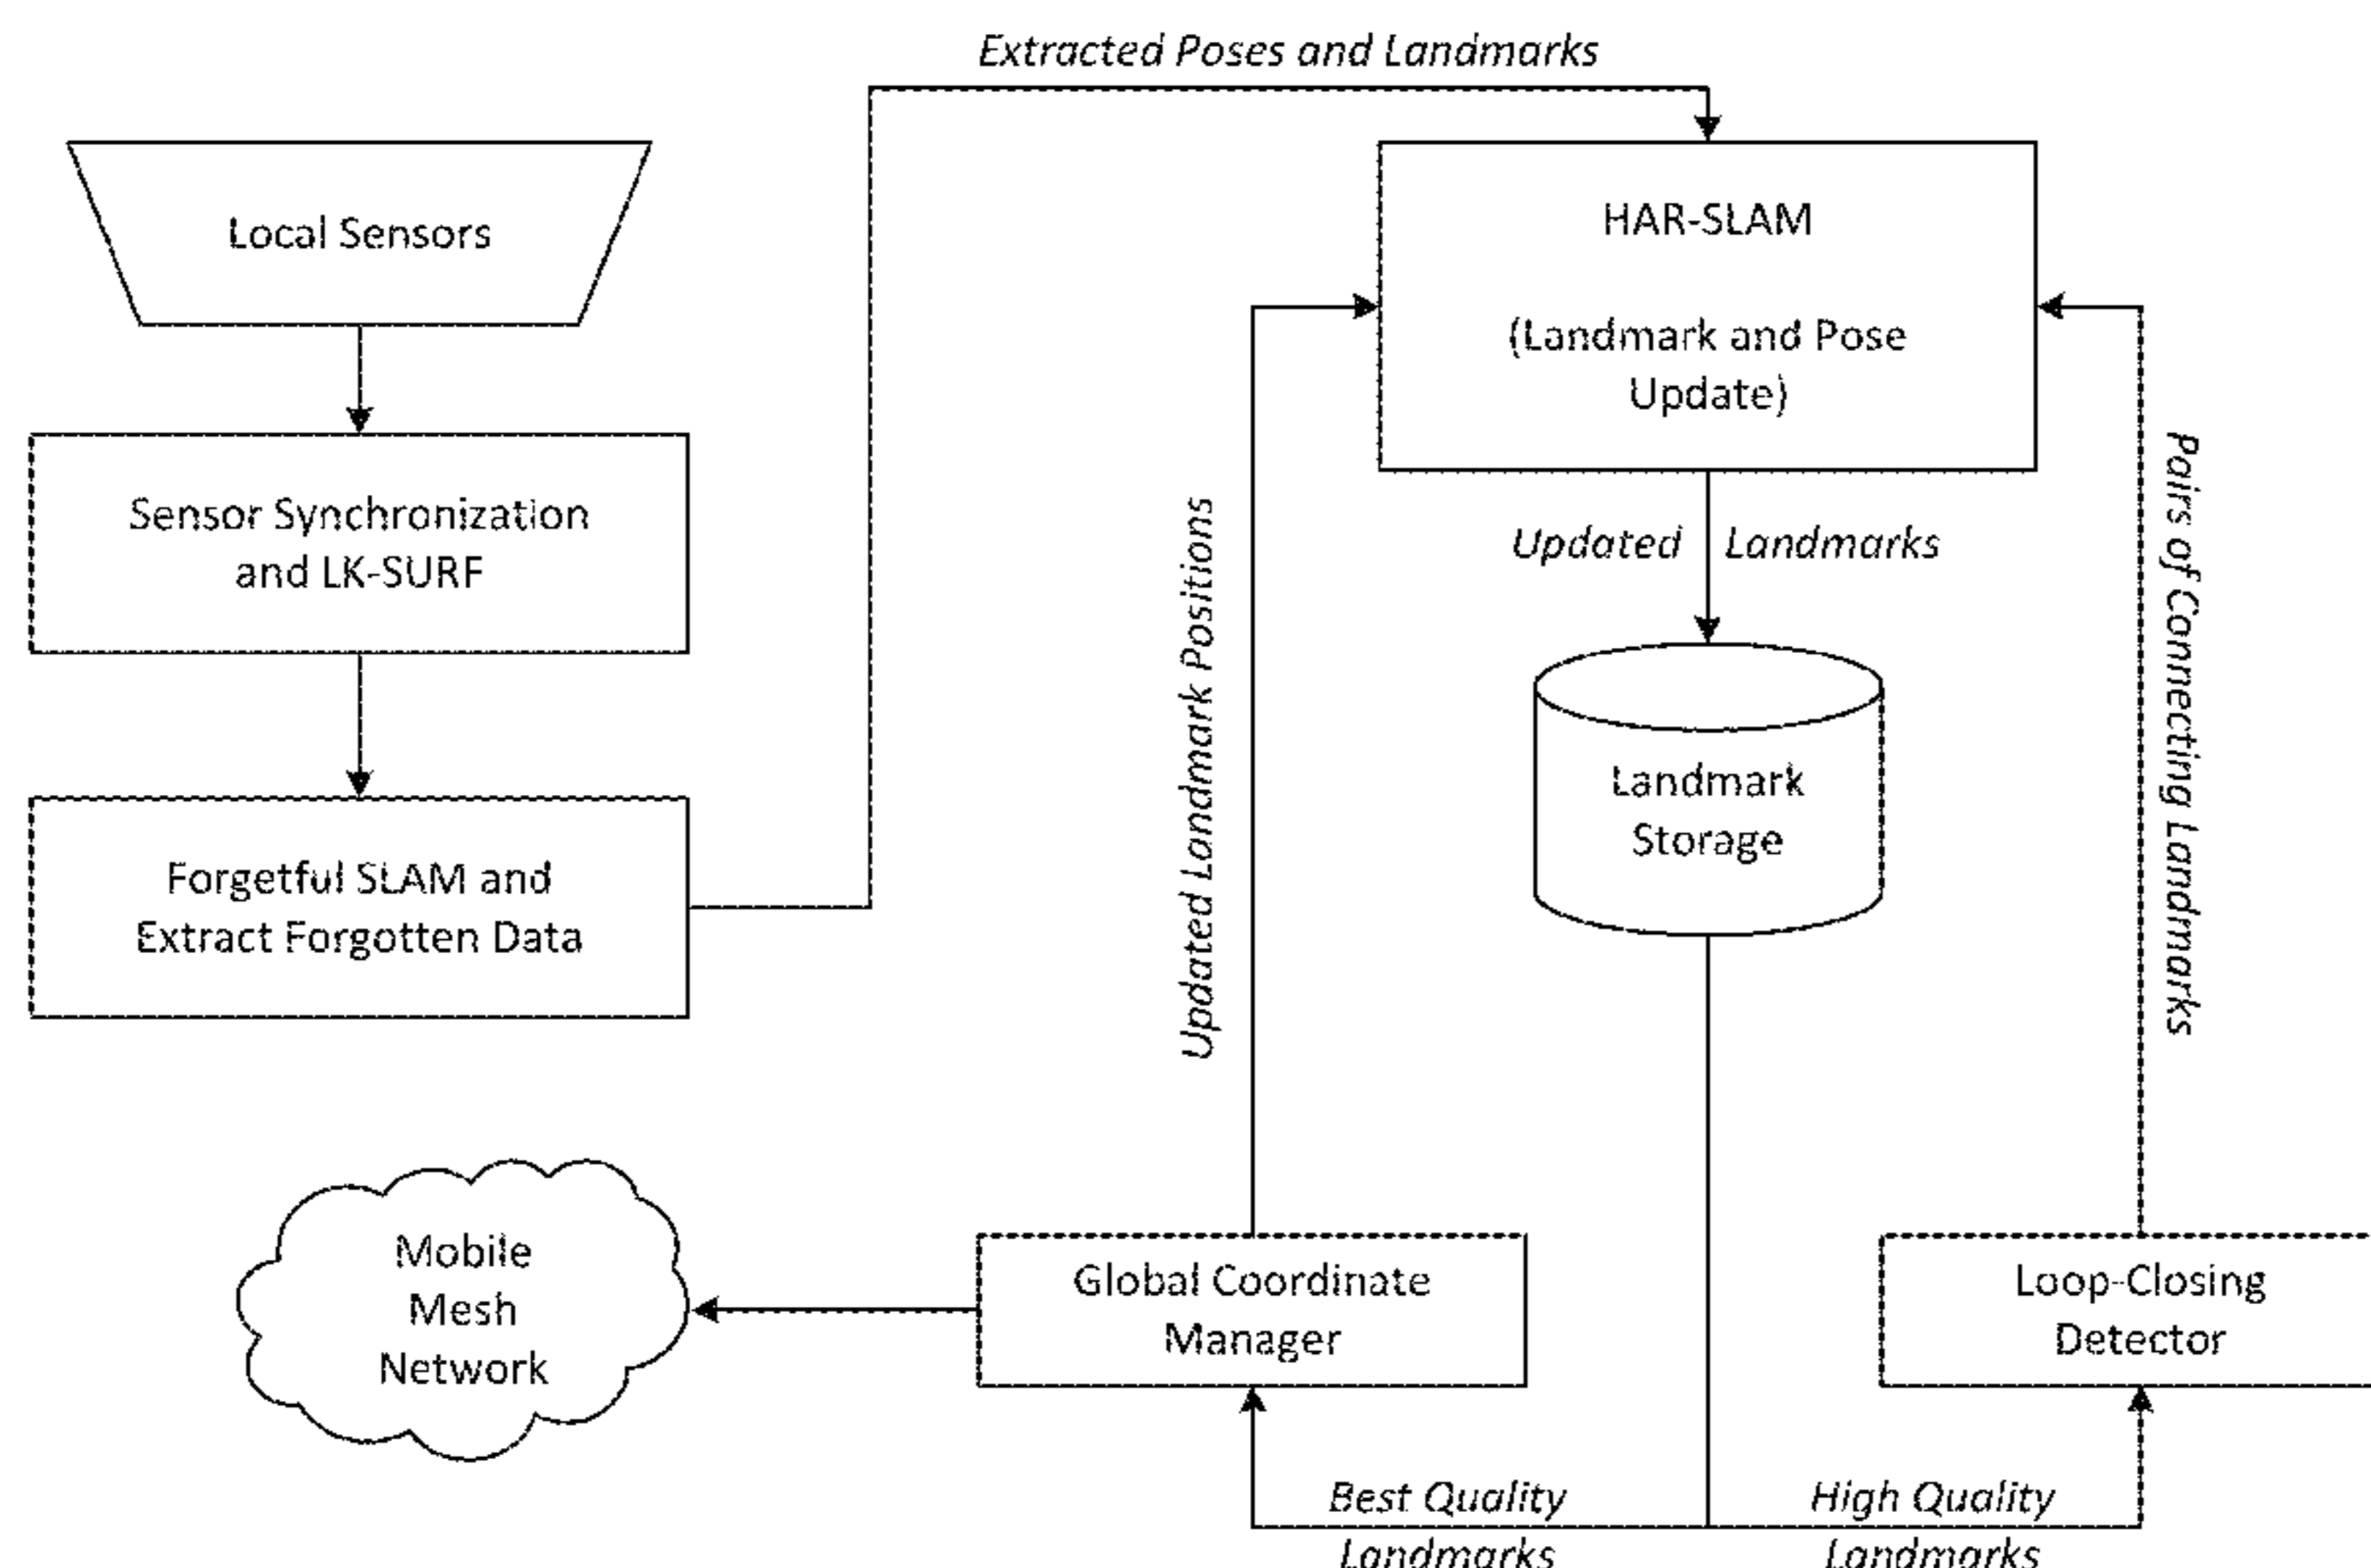 Extracted Poses and Landmarks
Local Sensors
HAR-SLAM
(Landmark and Pose
Update)
Sensor Synchronization
and LK-SURF
Updated Landmarks
Updated Landmark Positions
Pairs of Connecting Landmarks
Landmark
Storage
Forgetful SLAM and
Extract Forgotten Data
Mobile
Mesh
Network
Global Coordinate
Manager
Loop-Closing
Detector
Best Quality
Landmarks
High Quality
Landmarks